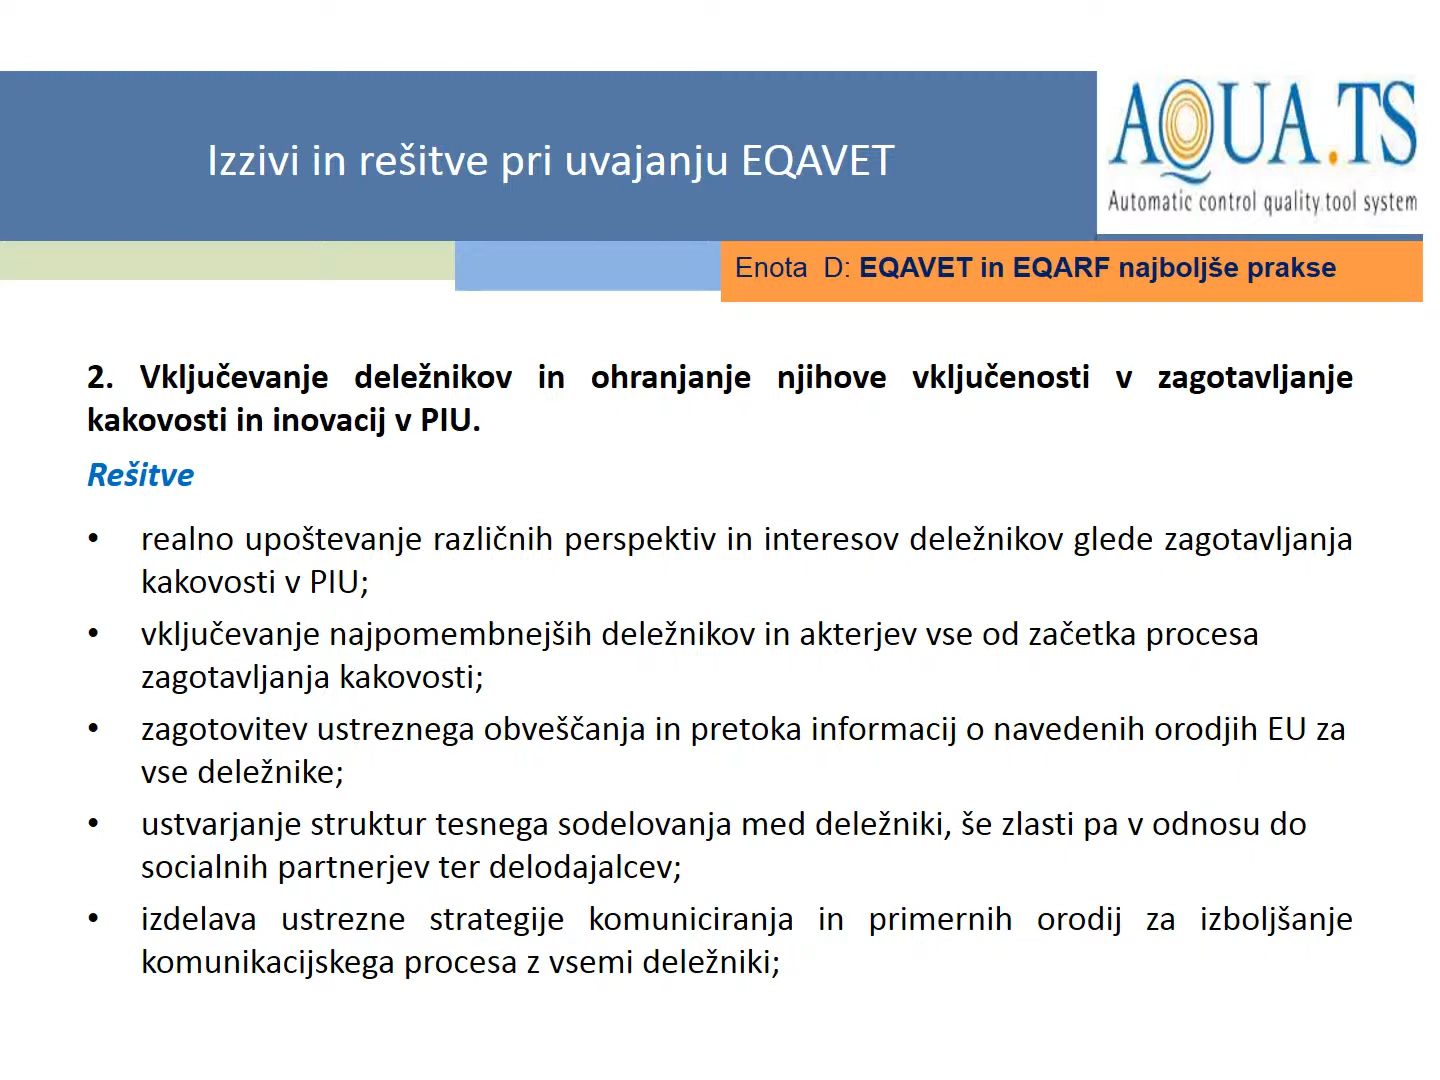 Izzivi in rešitve pri uvajanju EQAVET
AQUA.TS
Automatic control quality tool system
Enota D: EQAVET in EQARF najboljše prakse
2. Vključevanje deležnikov in ohranjanje njihove vključenosti v zagotavljanje
kakovosti in inovacij v PIU.
Rešitve
• realno upoštevanje različnih perspektiv in interesov deležnikov glede zagotavljanja
kakovosti v PIU;
• vključevanje najpomembnejših deležnikov in akterjev vse od začetka procesa
zagotavljanja kakovosti;
• zagotovitev ustreznega obveščanja in pretoka informacij o navedenih orodjih EU za
vse deležnike;
• ustvarjanje struktur tesnega sodelovanja med deležniki, še zlasti pa v odnosu do
socialnih partnerjev ter delodajalcev;
• izdelava ustrezne strategije komuniciranja in primernih orodij za izboljšanje
komunikacijskega procesa z vsemi deležniki;